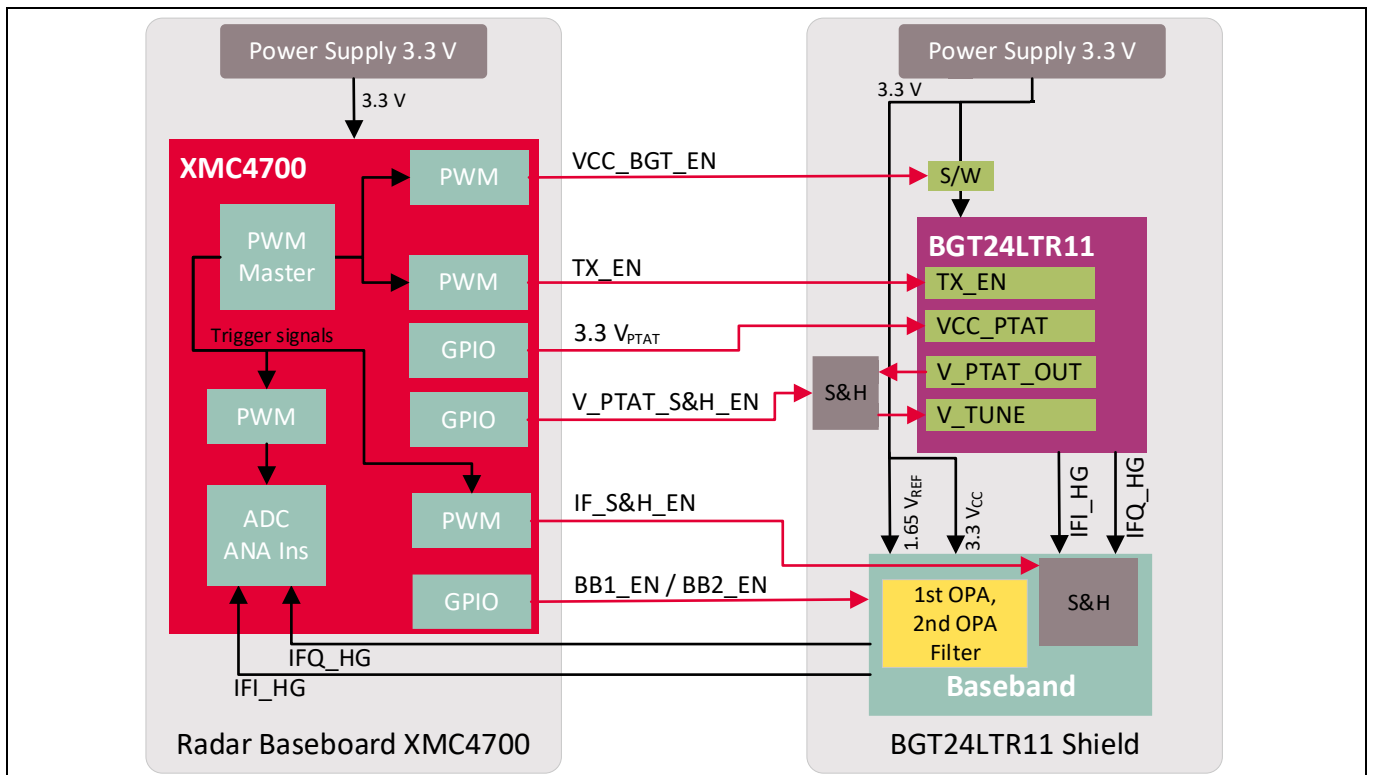 Power Supply 3.3 V
3.3 V
XMC4700
PWM
Master
PWM
PWM
GPIO
GPIO
Trigger signals
PWM
ADC
ANA Ins
PWM
GPIO
IFQ_HG
IFI_HG
Radar Baseboard XMC4700
VCC_BGT_EN
TX_EN
3.3 VPTAT
V_PTAT_S&H_EN
IF_S&H_EN
BB1_EN / BB2_EN
Power Supply 3.3 V
3.3 V
S/W
BGT24LTR11
TX_EN
VCC_PTAT
V_PTAT_OUT
V_TUNE
S&H
1.65 VREF
3.3 VCC
IFI_HG
IFQ_HG
1st OPA,
2nd OPA
Filter
S&H
Baseband
BGT24LTR11 Shield